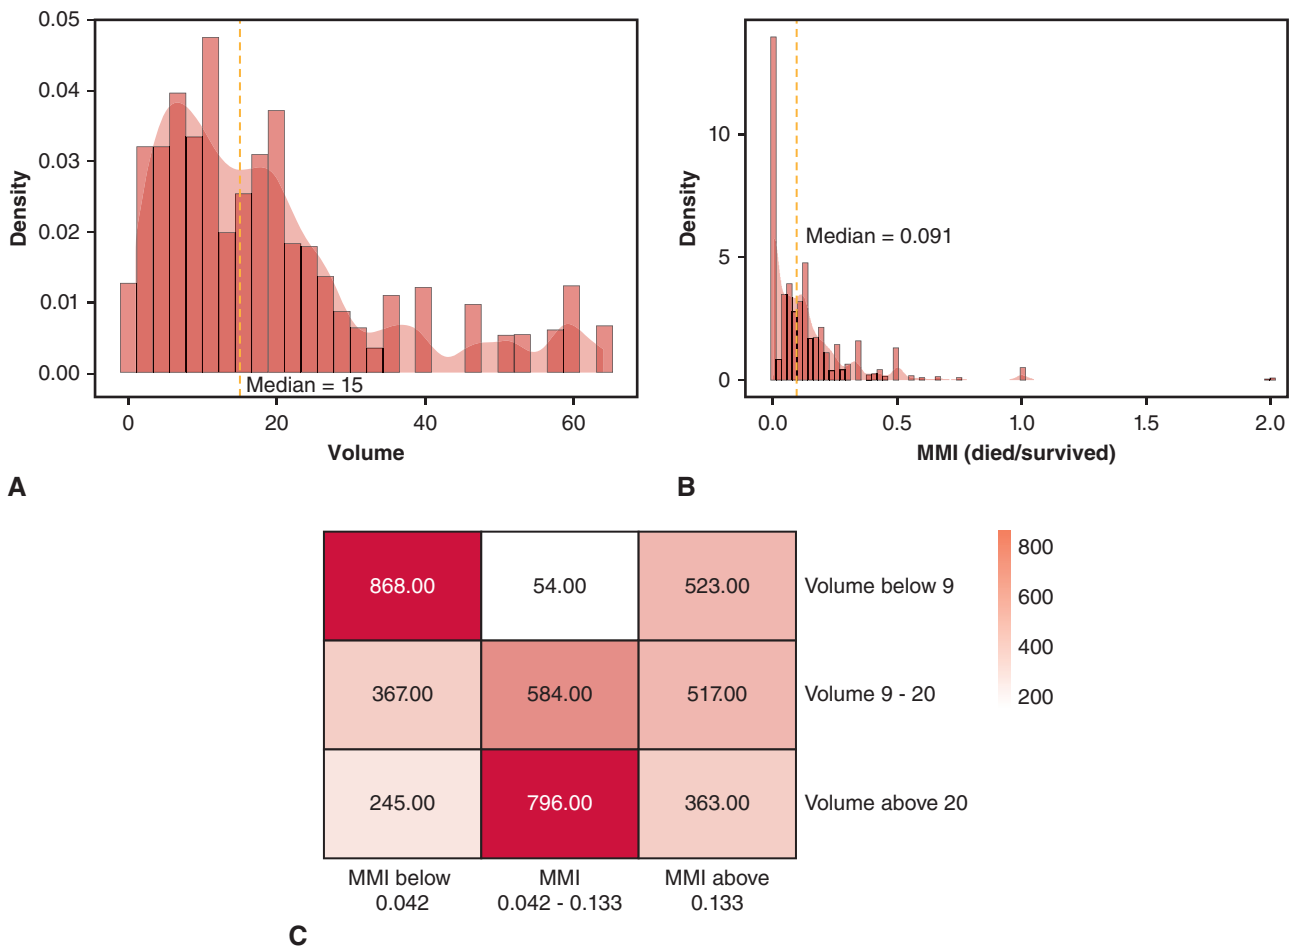 0.05
0.04
0.03
0.02
0.01
0.00
Density
Median = 15
0 20 40 60
Volume
A
10
5
0
Density
Median = 0.091
0.0 0.5 1.0 1.5 2.0
MMI (died/survived)
B
868.00 54.00 523.00 Volume below 9
367.00 584.00 517.00 Volume 9 - 20
245.00 796.00 363.00 Volume above 20
MMI below MMI MMI above
0.042 0.042 - 0.133 0.133
800
600
400
200
C